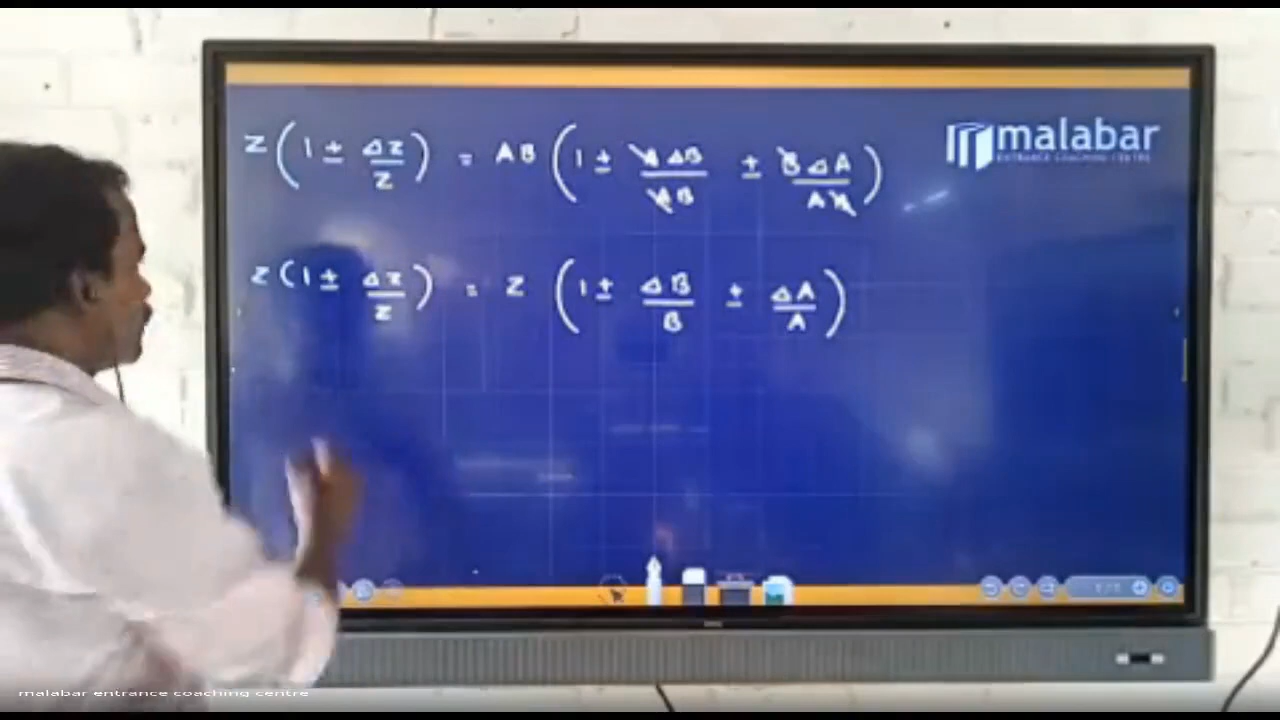 malabar
ENTRANCE COACHING CENTRE
Z ( 1 ± ΔZ/Z ) = AB ( 1 ± AΔB/AB ± BΔA/AB )
Z ( 1 ± ΔZ/Z ) = Z ( 1 ± ΔB/B ± ΔA/A )
malabar entrance coaching centre